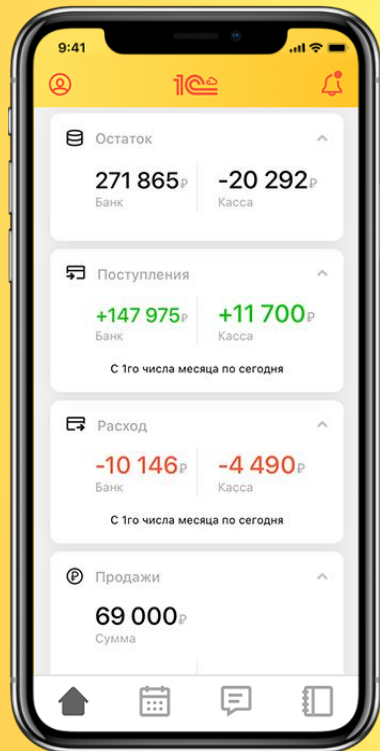 9:41
1С
Остаток
271 865₽ -20 292₽
Банк Касса
Поступления
+147 975₽ +11 700₽
Банк Касса
С 1го числа месяца по сегодня
Расход
-10 146₽ -4 490₽
Банк Касса
С 1го числа месяца по сегодня
Продажи
69 000₽
Сумма